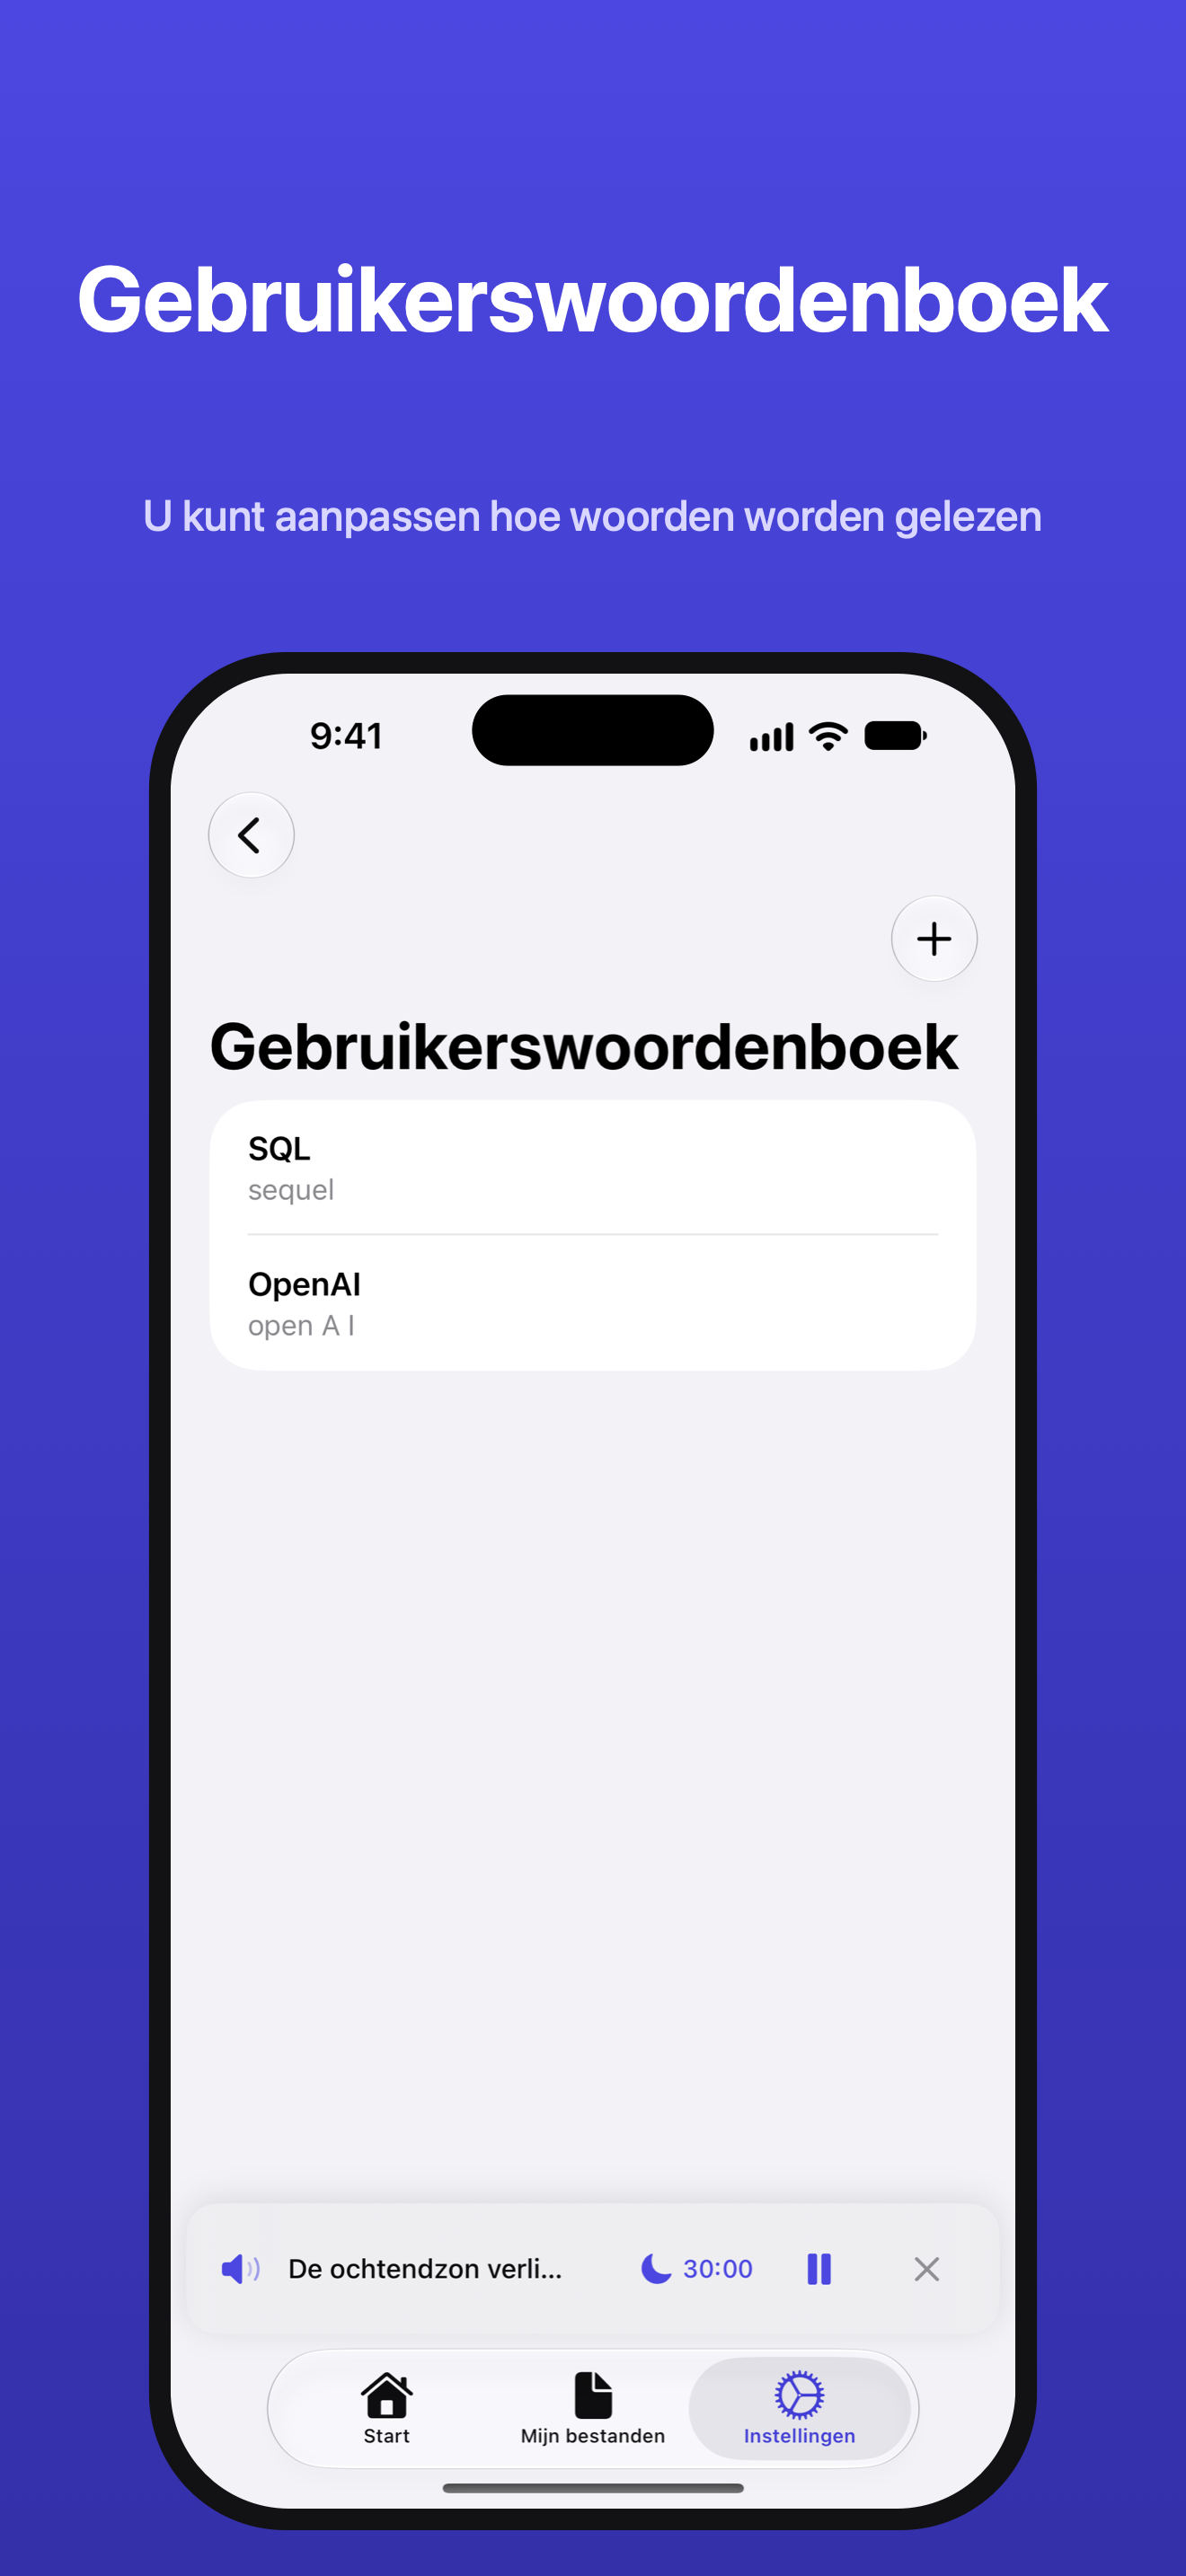 Gebruikerswoordenboek
U kunt aanpassen hoe woorden worden gelezen
9:41
Gebruikerswoordenboek
SQL
sequel
OpenAI
open A I
De ochtendzon verli...
30:00
Start
Mijn bestanden
Instellingen